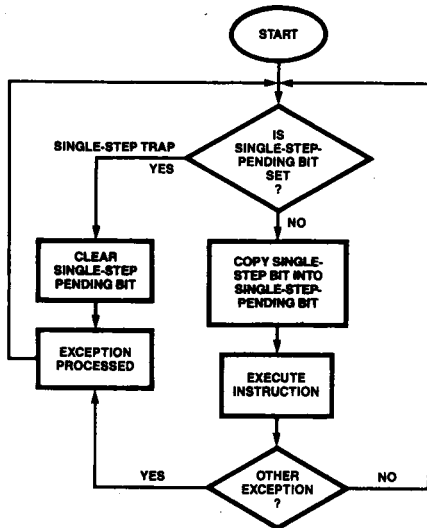 START
IS
SINGLE-STEP-
PENDING BIT
SET
?
SINGLE-STEP TRAP
YES
NO
CLEAR
SINGLE-STEP
PENDING BIT
COPY SINGLE-
STEP BIT INTO
SINGLE-STEP-
PENDING BIT
EXCEPTION
PROCESSED
EXECUTE
INSTRUCTION
YES
OTHER
EXCEPTION
?
NO